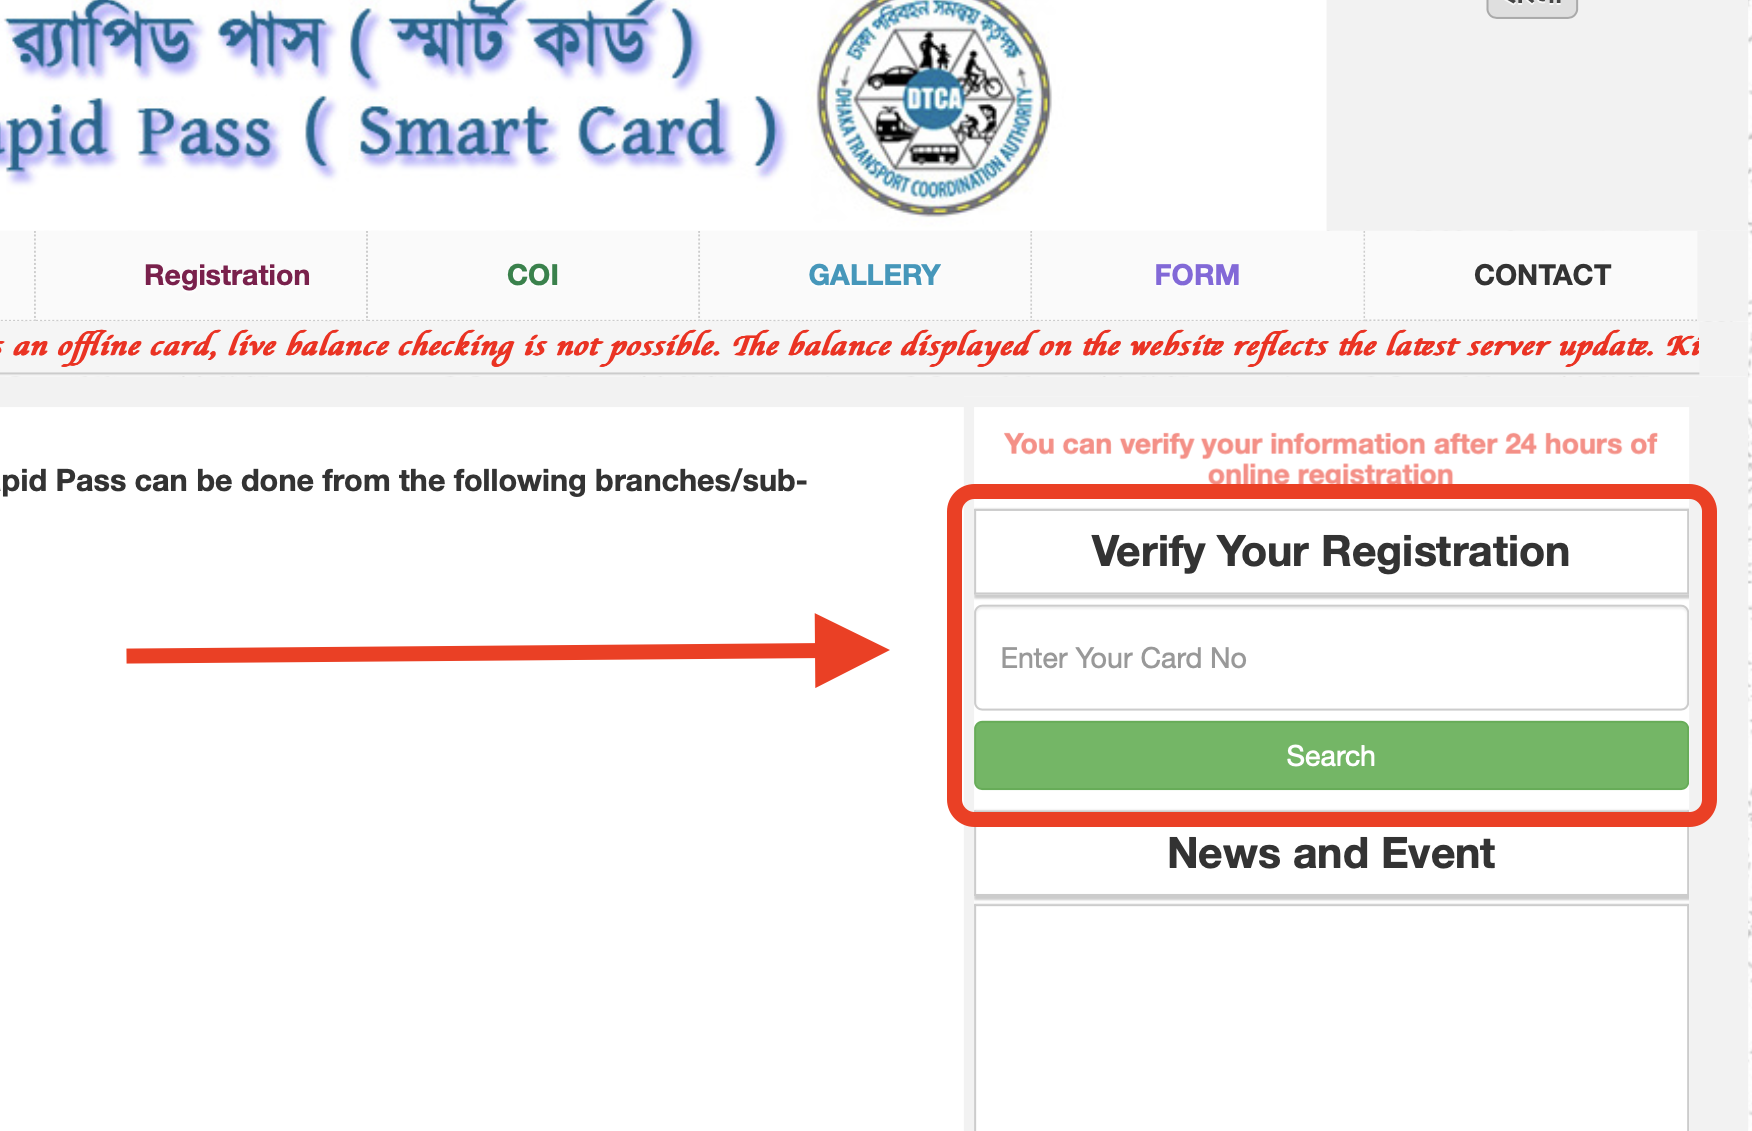 বাংলা
র‍্যাপিড পাস ( স্মার্ট কার্ড )
apid Pass ( Smart Card )
ঢাকা পরিবহন সমন্বয় কর্তৃপক্ষ
DTCA
DHAKA TRANSPORT COORDINATION AUTHORITY
Registration COI GALLERY FORM CONTACT
s an offline card, live balance checking is not possible. The balance displayed on the website reflects the latest server update. Ki
You can verify your information after 24 hours of
online registration
pid Pass can be done from the following branches/sub-
Verify Your Registration
Enter Your Card No
Search
News and Event